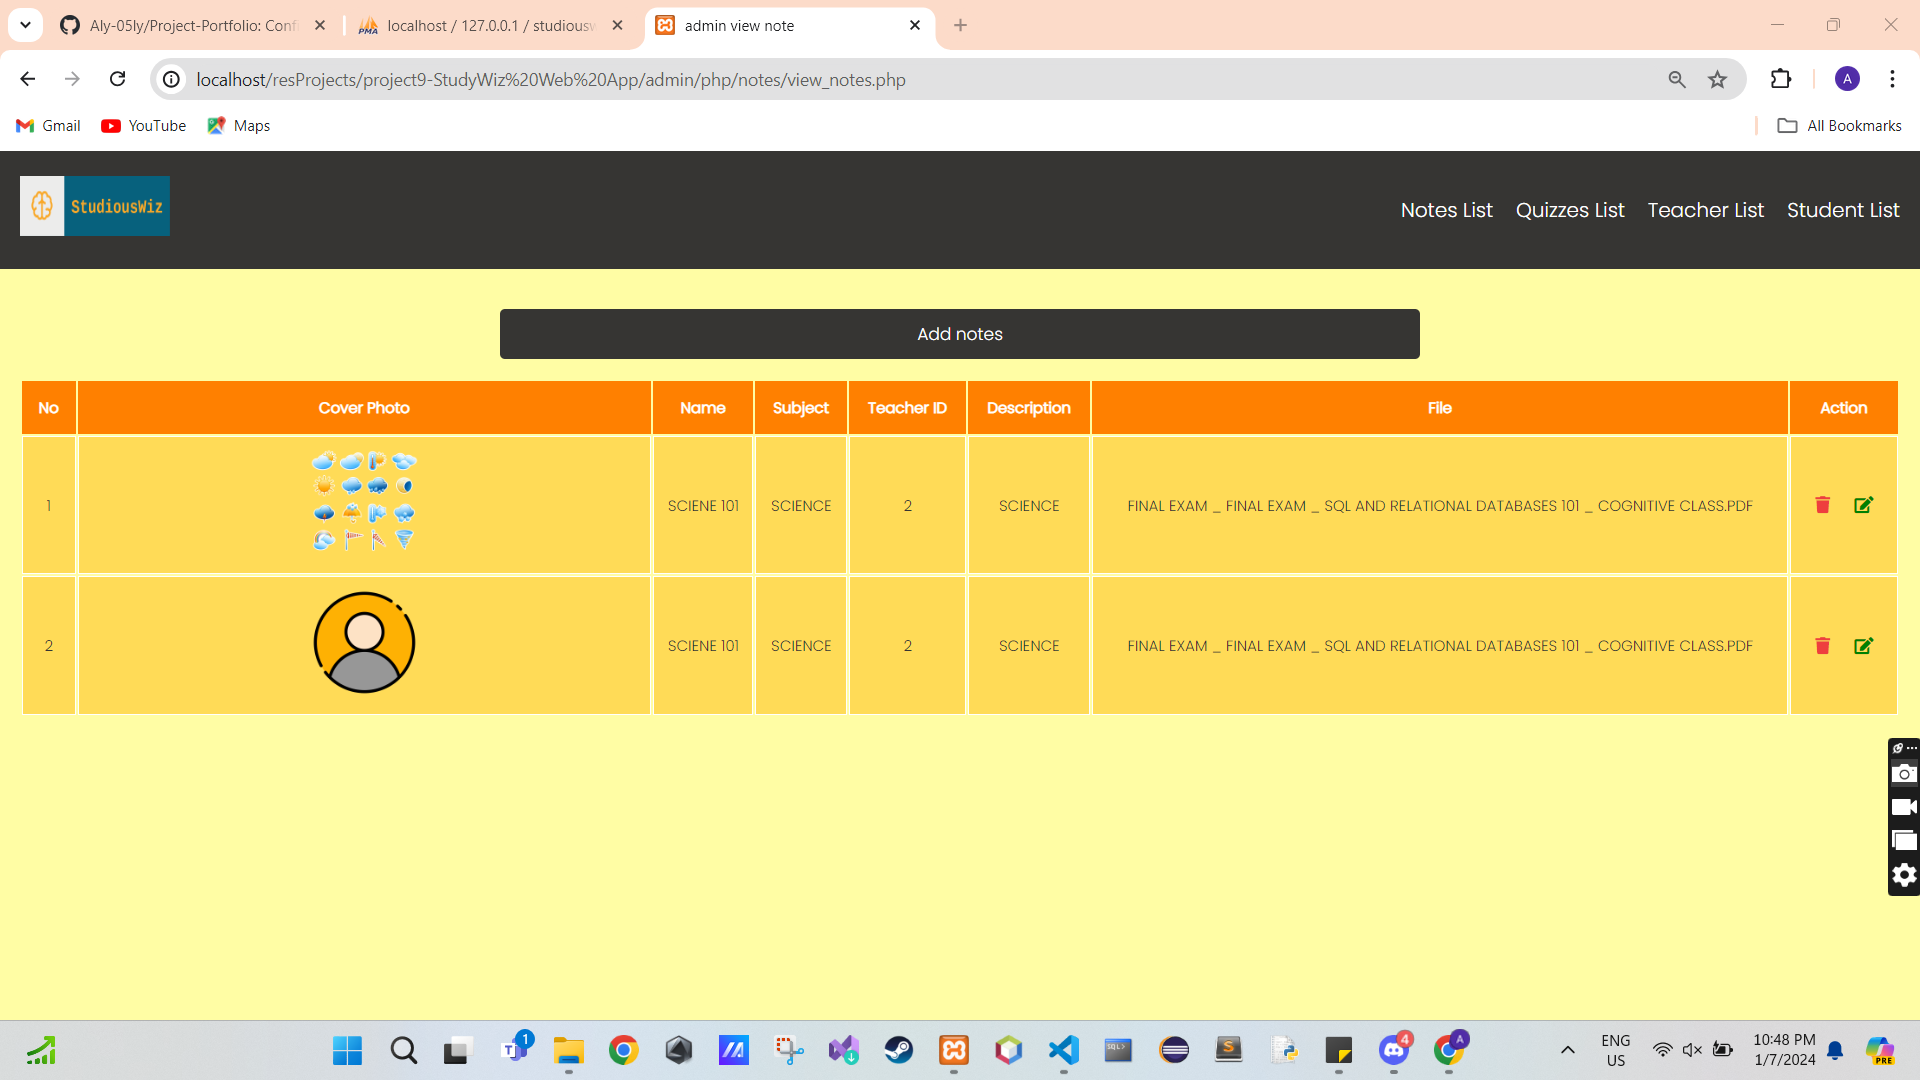 Aly-05ly/Project-Portfolio: Conf
localhost / 127.0.0.1 / studiousw
admin view note
localhost/resProjects/project9-StudyWiz%20Web%20App/admin/php/notes/view_notes.php
A
Gmail
YouTube
Maps
All Bookmarks
StudiousWiz
Notes List
Quizzes List
Teacher List
Student List
Add notes
No Cover Photo Name Subject Teacher ID Description File Action
1 SCIENE 101 SCIENCE 2 SCIENCE FINAL EXAM _ FINAL EXAM _ SQL AND RELATIONAL DATABASES 101 _ COGNITIVE CLASS.PDF
2 SCIENE 101 SCIENCE 2 SCIENCE FINAL EXAM _ FINAL EXAM _ SQL AND RELATIONAL DATABASES 101 _ COGNITIVE CLASS.PDF
1
4
A
ENG
US
10:48 PM
1/7/2024
PRE